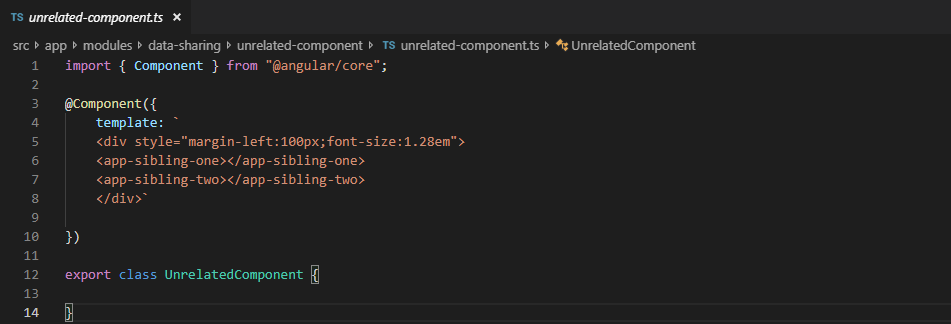 TS unrelated-component.ts ×
src > app > modules > data-sharing > unrelated-component > TS unrelated-component.ts > UnrelatedComponent
1 import { Component } from "@angular/core";
2
3 @Component({
4     template: `
5     <div style="margin-left:100px;font-size:1.28em">
6     <app-sibling-one></app-sibling-one>
7     <app-sibling-two></app-sibling-two>
8     </div>`
9
10 })
11
12 export class UnrelatedComponent {
13
14 }